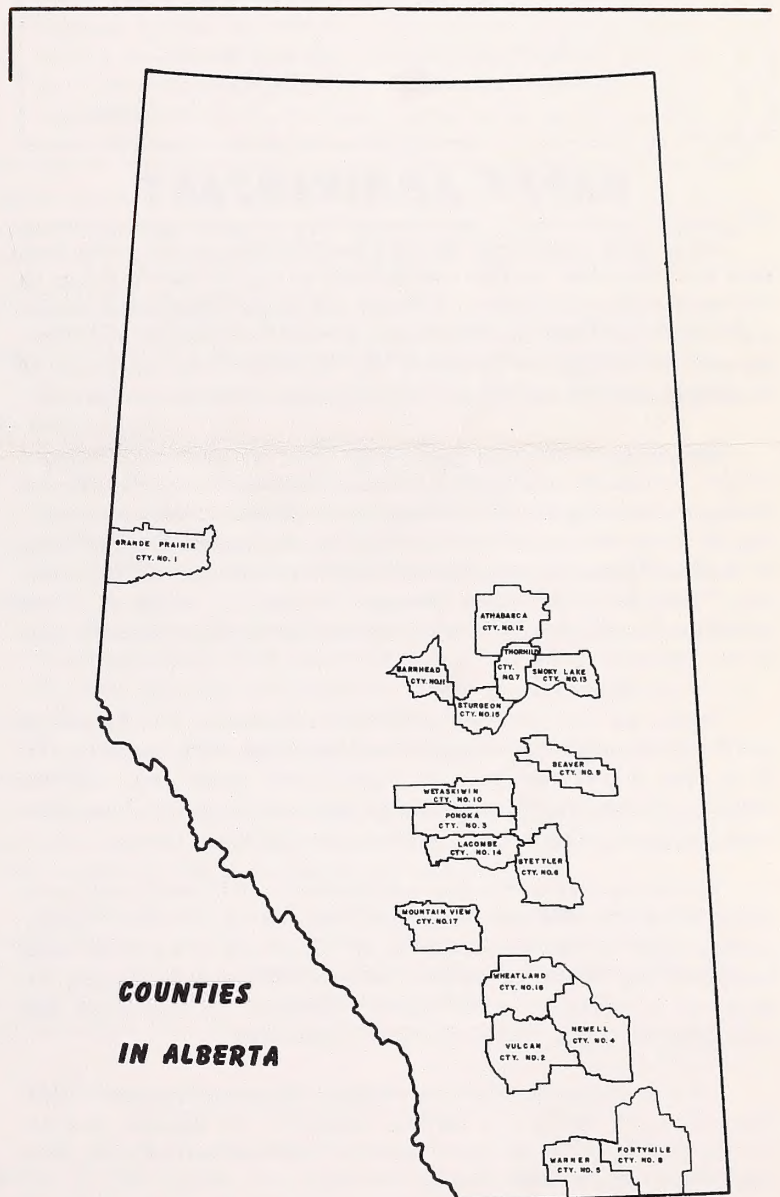 GRANDE PRAIRIE
CTY. NO. 1
ATHABASCA
CTY. NO. 12
THORHILD
CTY.
NO. 7
BARRHEAD
CTY. NO. 11
SMOKY LAKE
CTY. NO. 13
STURGEON
CTY. NO. 15
BEAVER
CTY. NO. 9
WETASKIWIN
CTY. NO. 10
PONOKA
CTY. NO. 3
LACOMBE
CTY. NO. 14
STETTLER
CTY. NO. 6
MOUNTAIN VIEW
CTY. NO. 17
WHEATLAND
CTY. NO. 16
NEWELL
CTY. NO. 4
VULCAN
CTY. NO. 2
COUNTIES
IN ALBERTA
FORTYMILE
CTY. NO. 8
WARNER
CTY. NO. 5